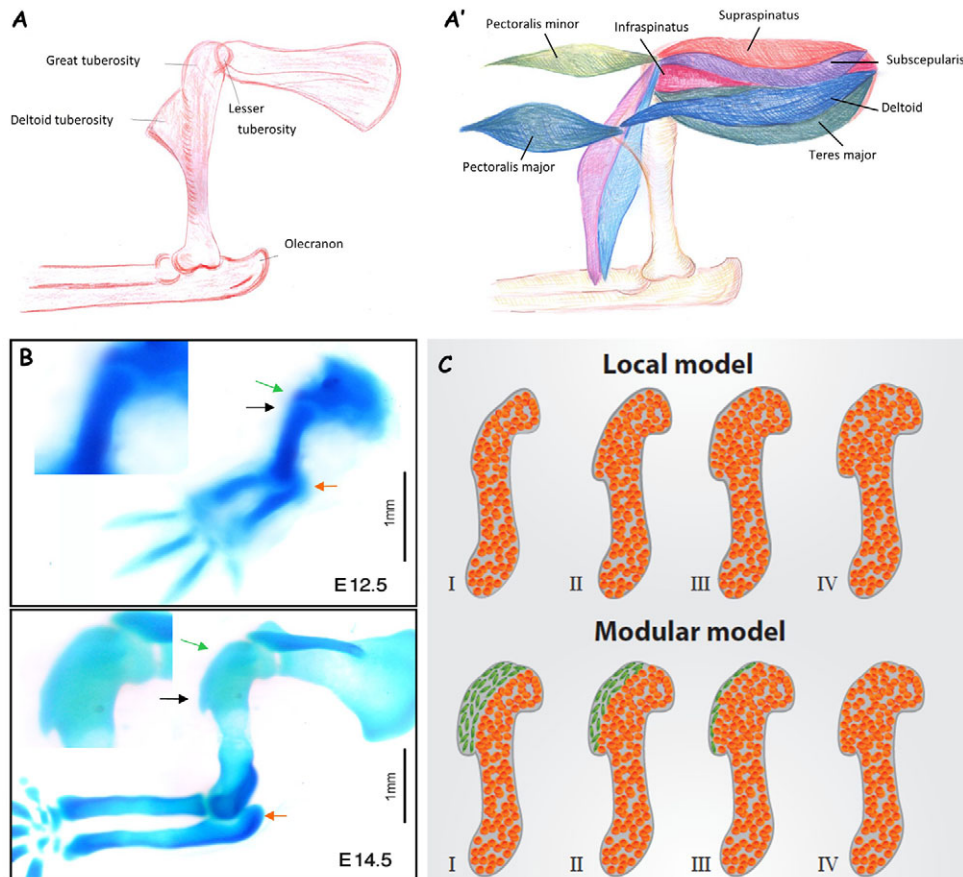 A
Great tuberosity
Deltoid tuberosity
Lesser
tuberosity
Olecranon
A'
Pectoralis minor
Infraspinatus
Supraspinatus
Subscepularis
Deltoid
Teres major
Pectoralis major
B
1mm
E12.5
1mm
E14.5
C
Local model
I
II
III
IV
Modular model
I
II
III
IV